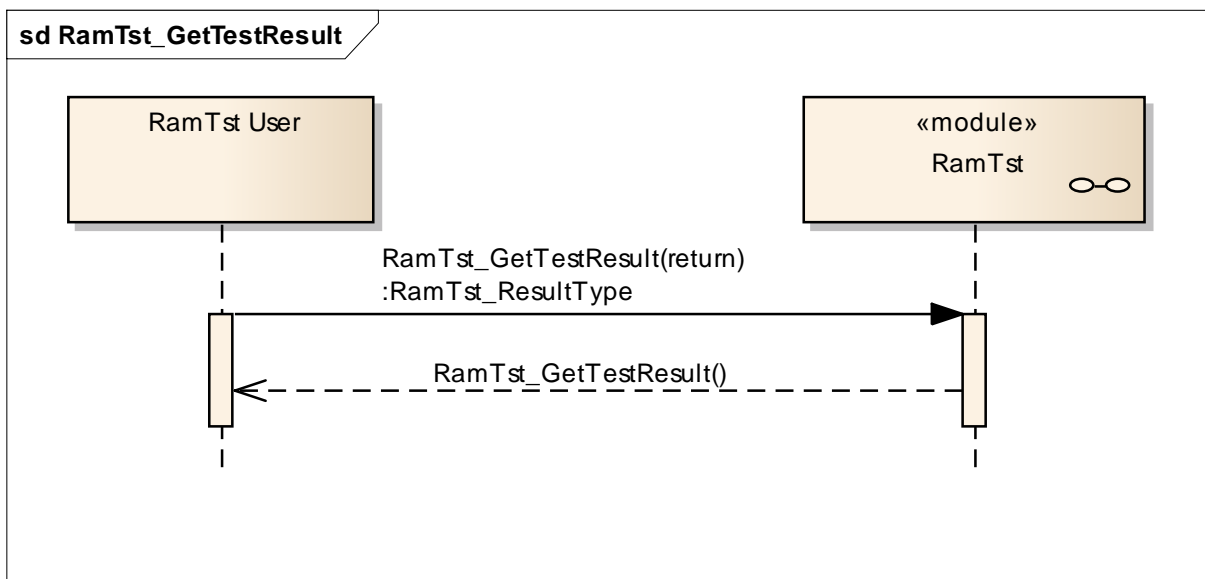 sd RamTst_GetTestResult
RamTst User
«module»
RamTst
RamTst_GetTestResult(return)
:RamTst_ResultType
RamTst_GetTestResult()